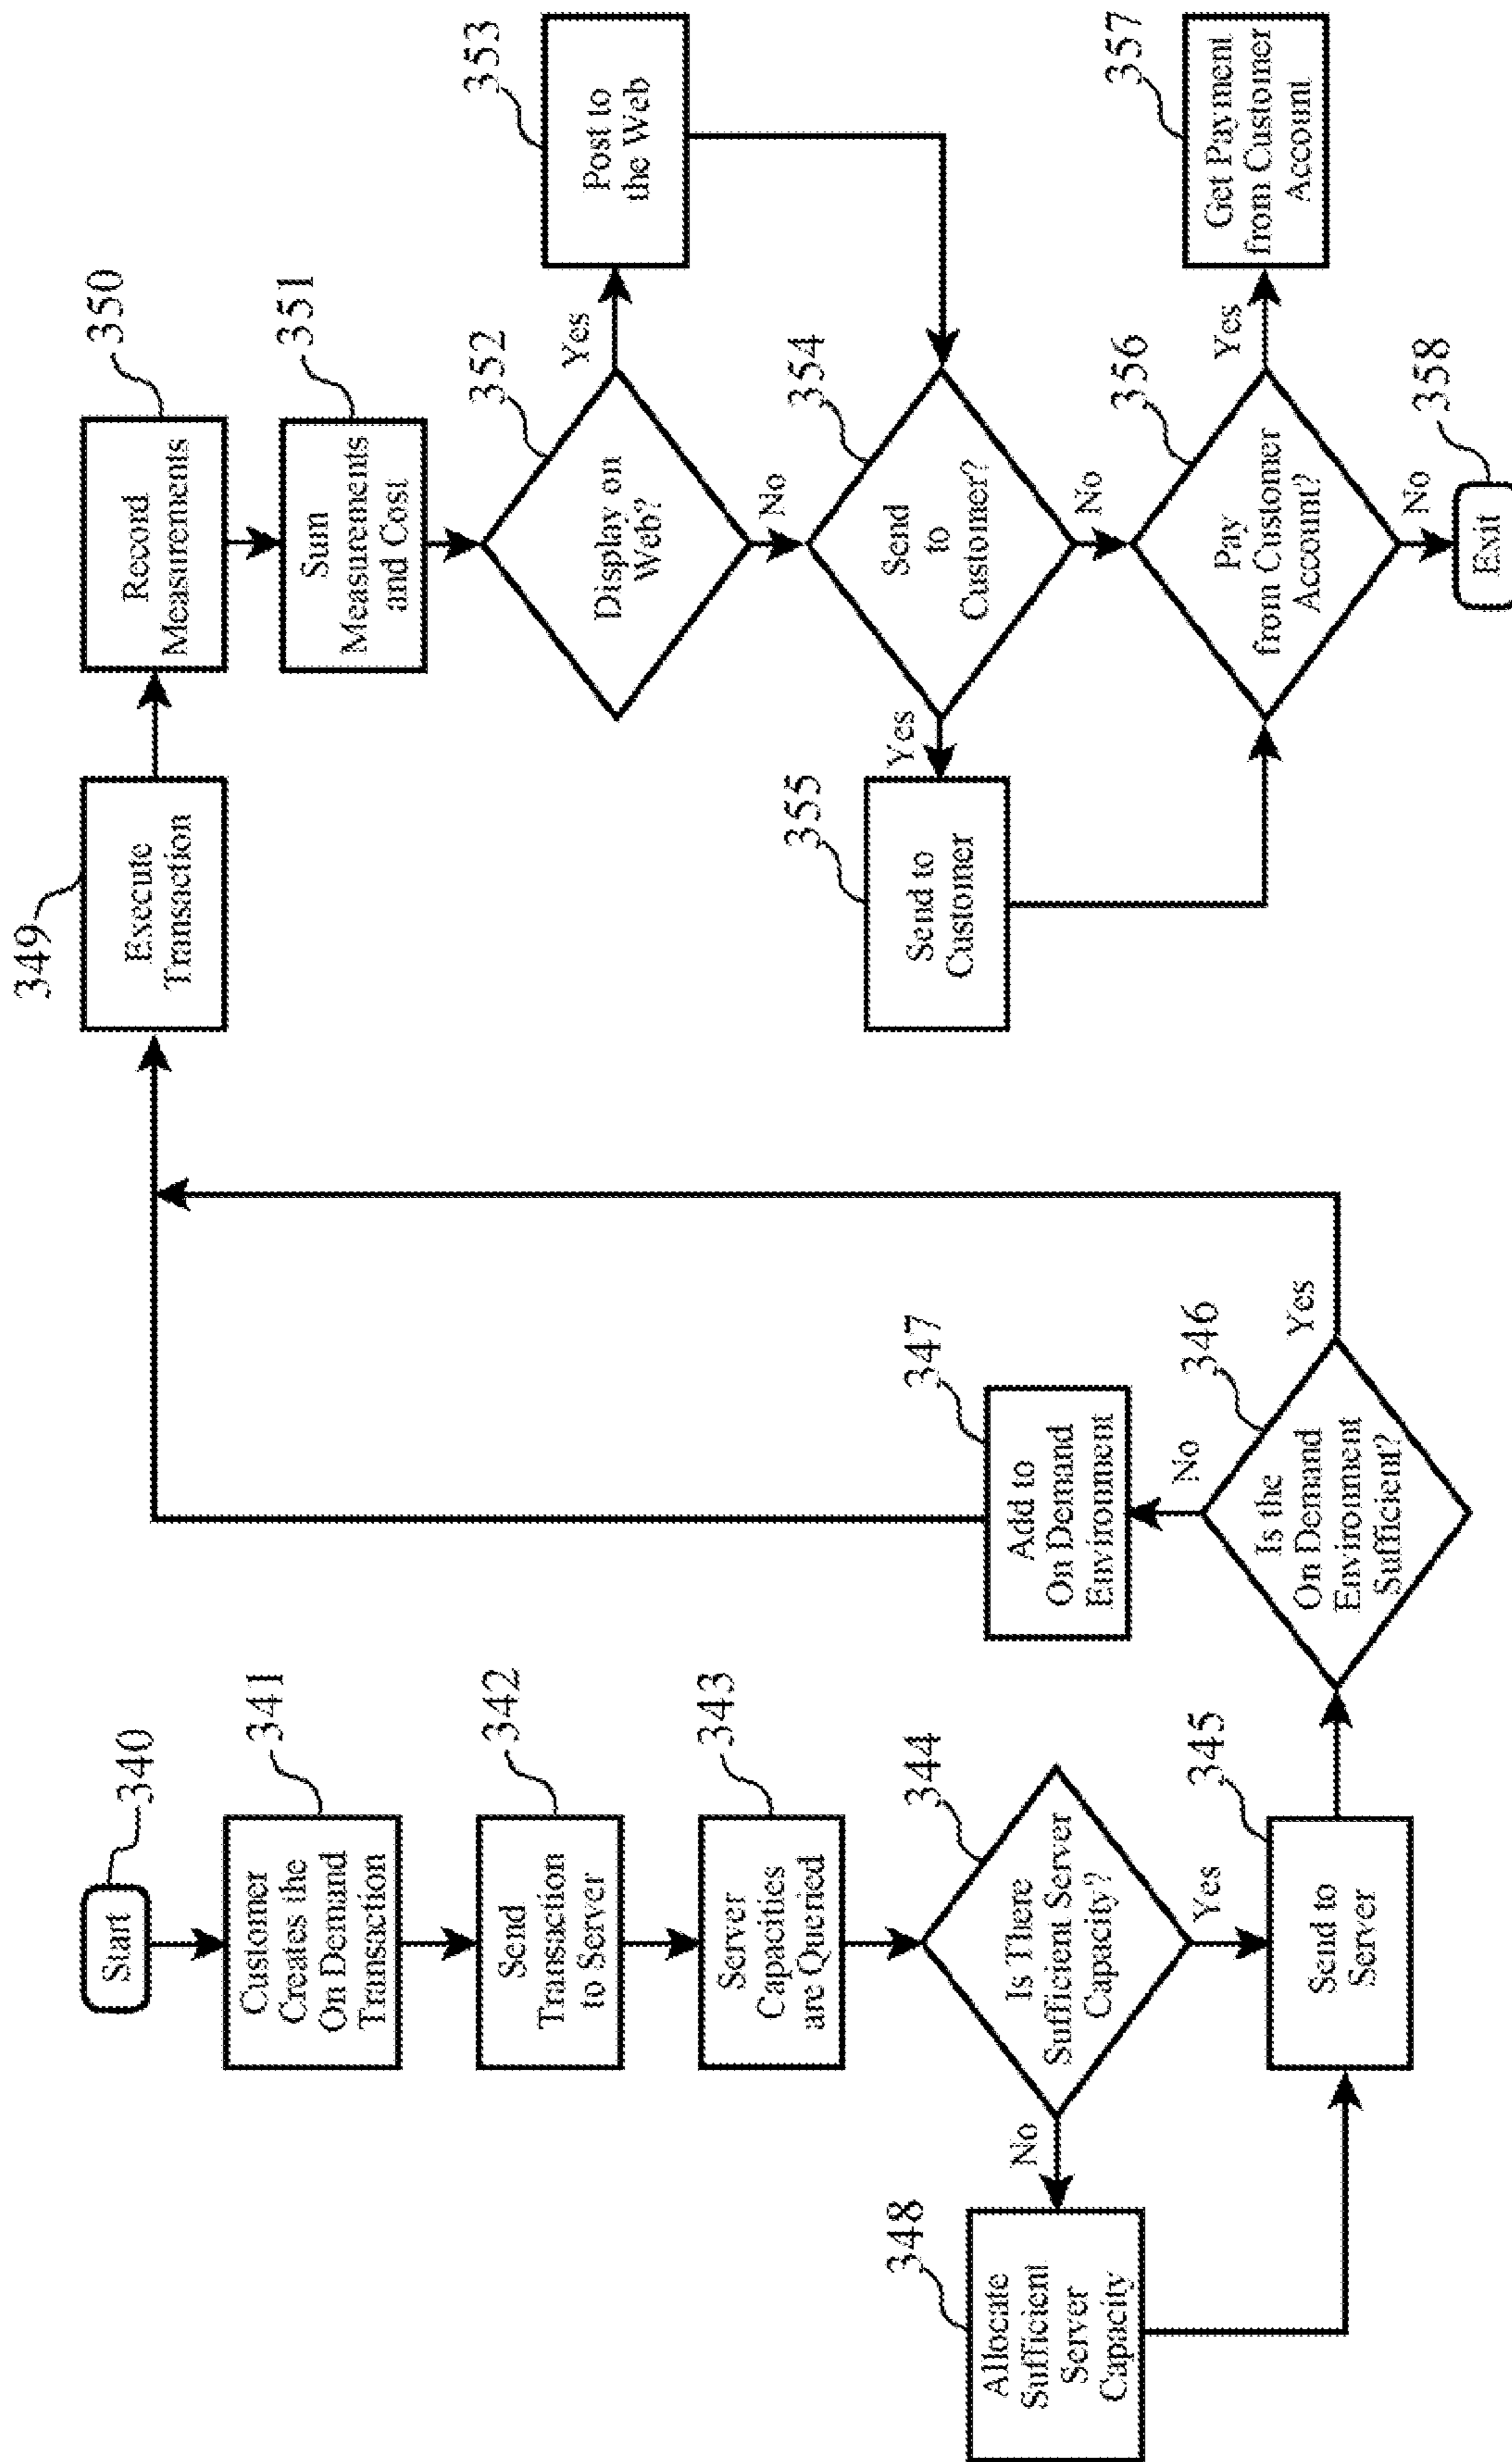 340
Start
341
Customer
Creates the
On Demand
Transaction
342
Send
Transaction
to Server
343
Server
Capacities
are Queried
344
Is There
Sufficient Server
Capacity?
No
Yes
348
Allocate
Sufficient
Server
Capacity
345
Send to
Server
346
Is the
On Demand
Environment
Sufficient?
No
Yes
347
Add to
On Demand
Environment
349
Execute
Transaction
350
Record
Measurements
351
Sum
Measurements
and Cost
352
Display on
Web?
Yes
No
353
Post to
the Web
354
Send
to
Customer?
Yes
No
355
Send to
Customer
356
Pay
from Customer
Account?
Yes
No
357
Get Payment
from Customer
Account
358
Exit